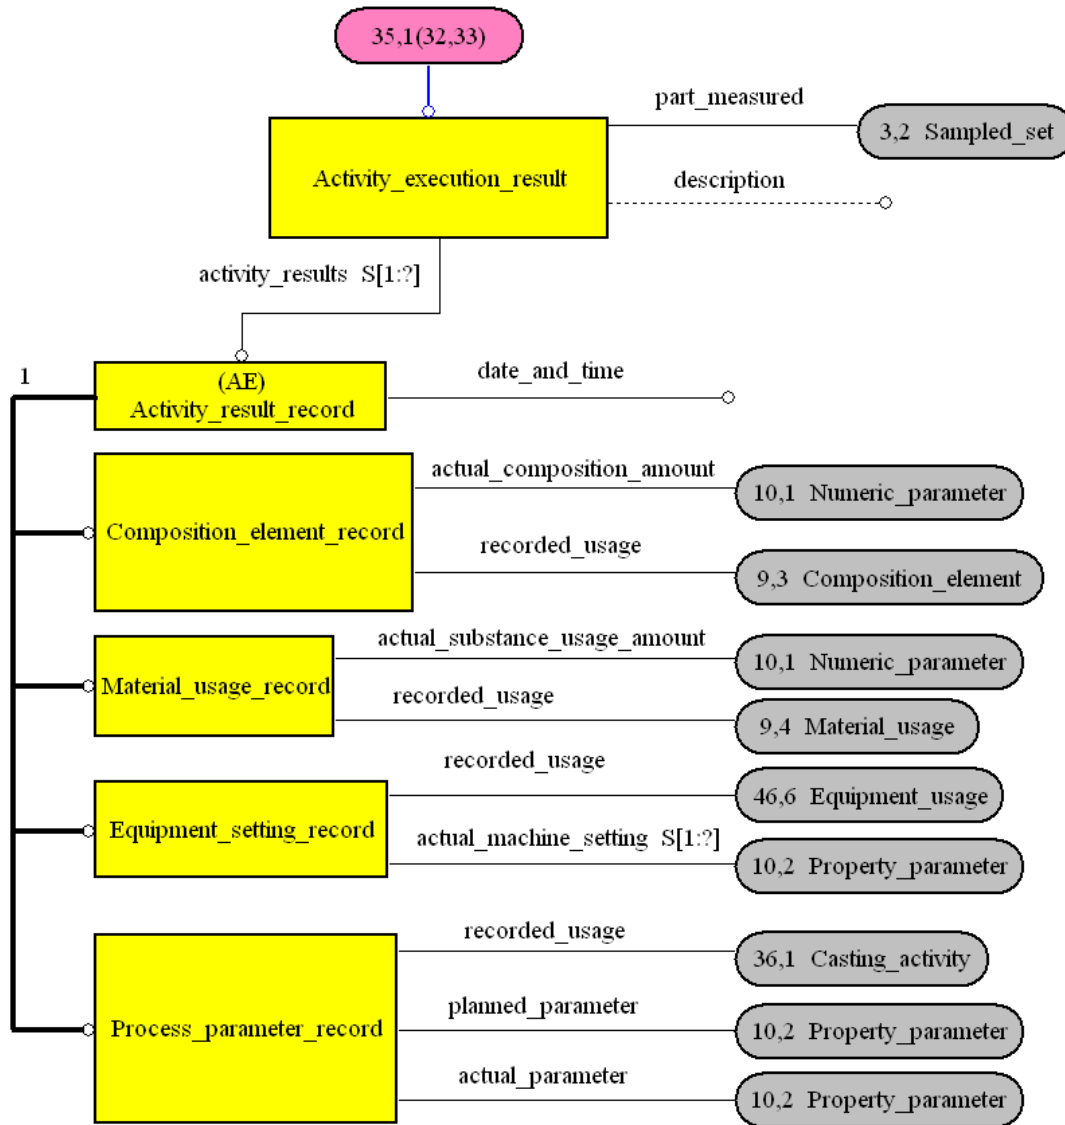 35,1(32,33)
part_measured
3,2 Sampled_set
Activity_execution_result
description
activity_results S[1:?]
1
(AE)
Activity_result_record
date_and_time
actual_composition_amount
10,1 Numeric_parameter
Composition_element_record
recorded_usage
9,3 Composition_element
actual_substance_usage_amount
10,1 Numeric_parameter
Material_usage_record
recorded_usage
9,4 Material_usage
recorded_usage
46,6 Equipment_usage
Equipment_setting_record
actual_machine_setting S[1:?]
10,2 Property_parameter
recorded_usage
36,1 Casting_activity
planned_parameter
Process_parameter_record
10,2 Property_parameter
actual_parameter
10,2 Property_parameter